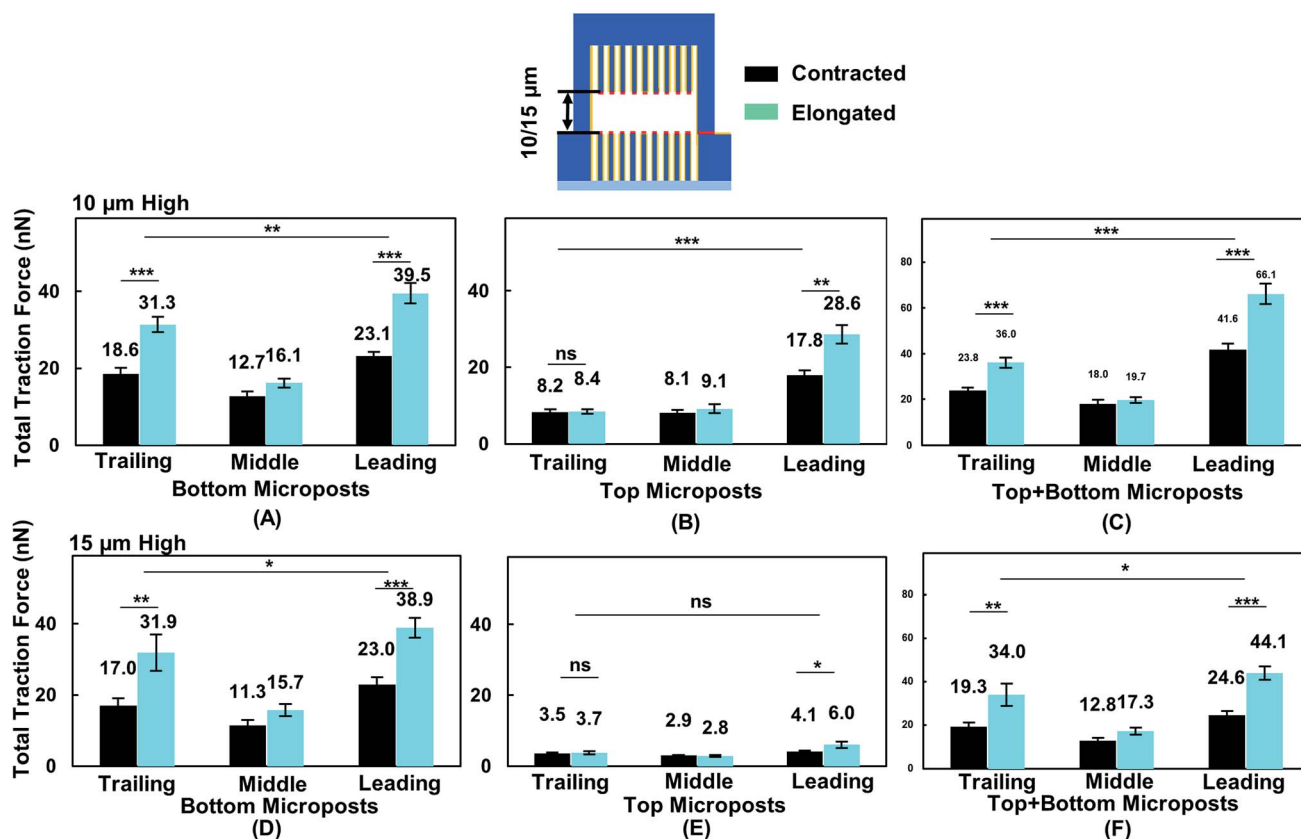 10/15 µm
Contracted
Elongated
10 µm High
Total Traction Force (nN)
40
20
0
**
***
***
18.6
31.3
12.7
16.1
23.1
39.5
Trailing
Middle
Leading
Bottom Microposts
(A)
40
20
0
***
ns
**
8.2
8.4
8.1
9.1
17.8
28.6
Trailing
Middle
Leading
Top Microposts
(B)
80
60
40
20
0
***
***
***
23.8
36.0
18.0
19.7
41.6
66.1
Trailing
Middle
Leading
Top+Bottom Microposts
(C)
15 µm High
Total Traction Force (nN)
40
20
0
*
**
***
17.0
31.9
11.3
15.7
23.0
38.9
Trailing
Middle
Leading
Bottom Microposts
(D)
40
20
0
ns
ns
*
3.5
3.7
2.9
2.8
4.1
6.0
Trailing
Middle
Leading
Top Microposts
(E)
80
60
40
20
0
*
**
***
19.3
34.0
12.8
17.3
24.6
44.1
Trailing
Middle
Leading
Top+Bottom Microposts
(F)